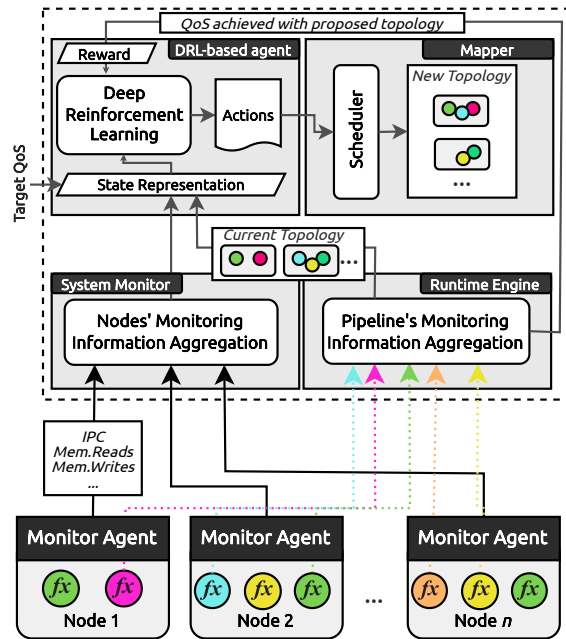 QoS achieved with proposed topology
Reward
DRL-based agent
Mapper
Deep
Reinforcement
Learning
Actions
Scheduler
New Topology
...
Target QoS
State Representation
Current Topology
...
System Monitor
Runtime Engine
Nodes' Monitoring
Information Aggregation
Pipeline's Monitoring
Information Aggregation
IPC
Mem.Reads
Mem.Writes
...
Monitor Agent
Monitor Agent
Monitor Agent
fx
fx
fx
fx
fx
...
fx
fx
fx
Node 1
Node 2
Node n